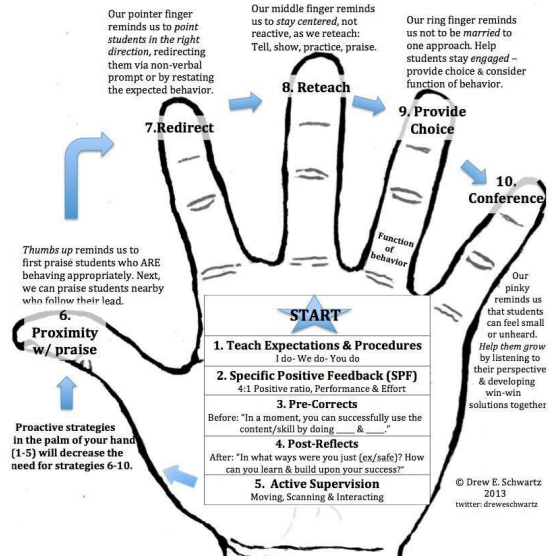 Our pointer finger
reminds us to point
students in the right
direction, redirecting
them via non-verbal
prompt or by restating
the expected behavior.
Our middle finger reminds
us to stay centered, not
reactive, as we reteach:
Tell, show, practice, praise.
Our ring finger reminds
us not to be married to
one approach. Help
students stay engaged –
provide choice & consider
function of behavior.
7.Redirect
8. Reteach
9. Provide
Choice
10.
Conference
Function
of
behavior
Thumbs up reminds us to
first praise students who ARE
behaving appropriately. Next,
we can praise students nearby
who follow their lead.
6.
Proximity
w/ praise
Our
pinky
reminds us
that students
can feel small
or unheard.
Help them grow
by listening to
their perspective
& developing
win-win
solutions together
START
1. Teach Expectations & Procedures
I do- We do- You do
2. Specific Positive Feedback (SPF)
4:1 Positive ratio, Performance & Effort
3. Pre-Corrects
Before: "In a moment, you can successfully use the
content/skill by doing ____ & ____."
4. Post-Reflects
After: "In what ways were you just (ex/safe)? How
can you learn & build upon your success?"
5. Active Supervision
Moving, Scanning & Interacting
Proactive strategies
in the palm of your hand
(1-5) will decrease the
need for strategies 6-10.
© Drew E. Schwartz
2013
twitter: dreweschwartz